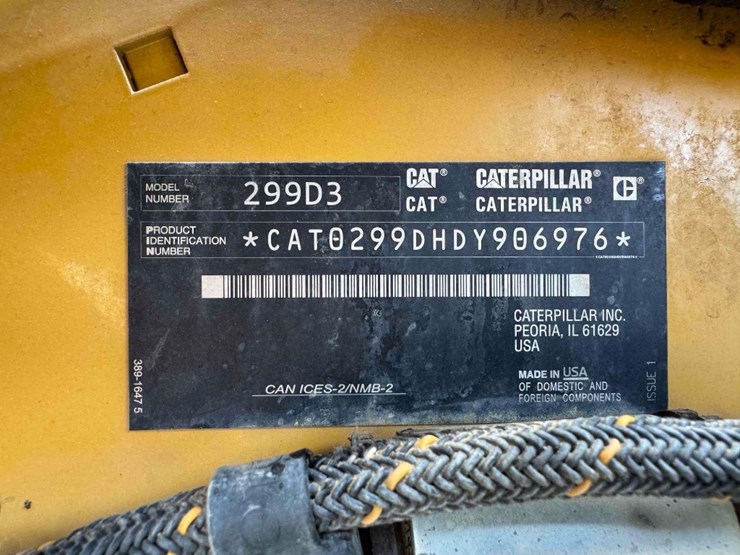 MODEL NUMBER 299D3
CAT® CATERPILLAR® C®
CAT® CATERPILLAR®
PRODUCT IDENTIFICATION NUMBER *CAT0299DHDY906976*
CATERPILLAR INC.
PEORIA, IL 61629
USA
MADE IN USA
OF DOMESTIC AND
FOREIGN COMPONENTS
CAN ICES-2/NMB-2
389-1647 5
ISSUE 1